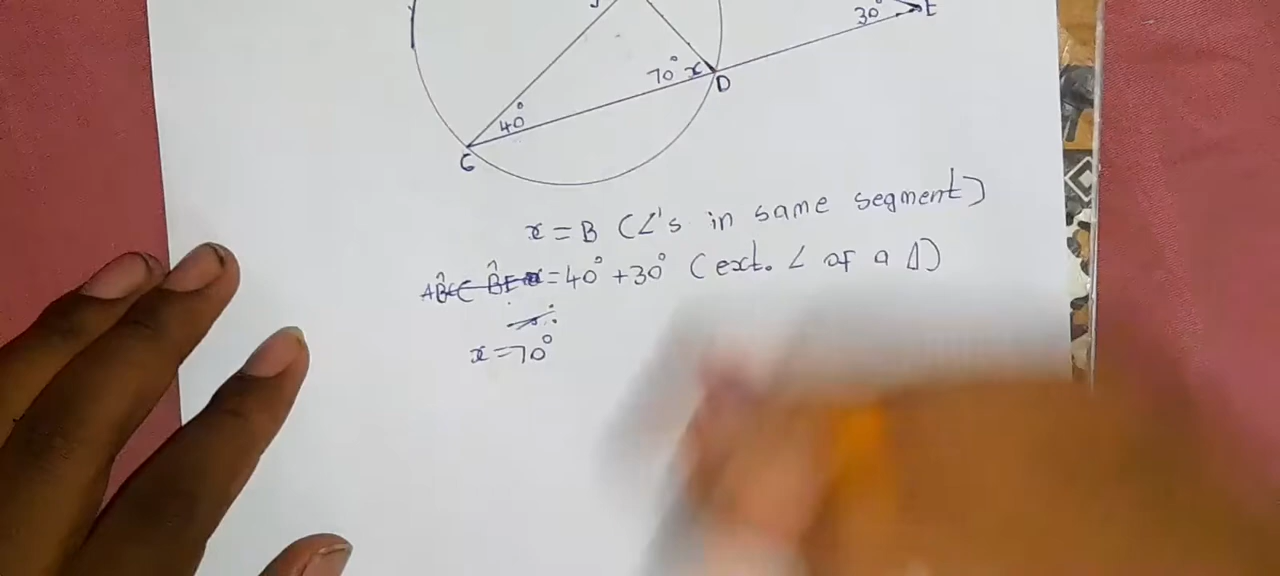 30° E
70° x
D
40°
C
x = B (∠'s in same segment)
= 40° + 30° (ext. ∠ of a Δ)
x = 70°